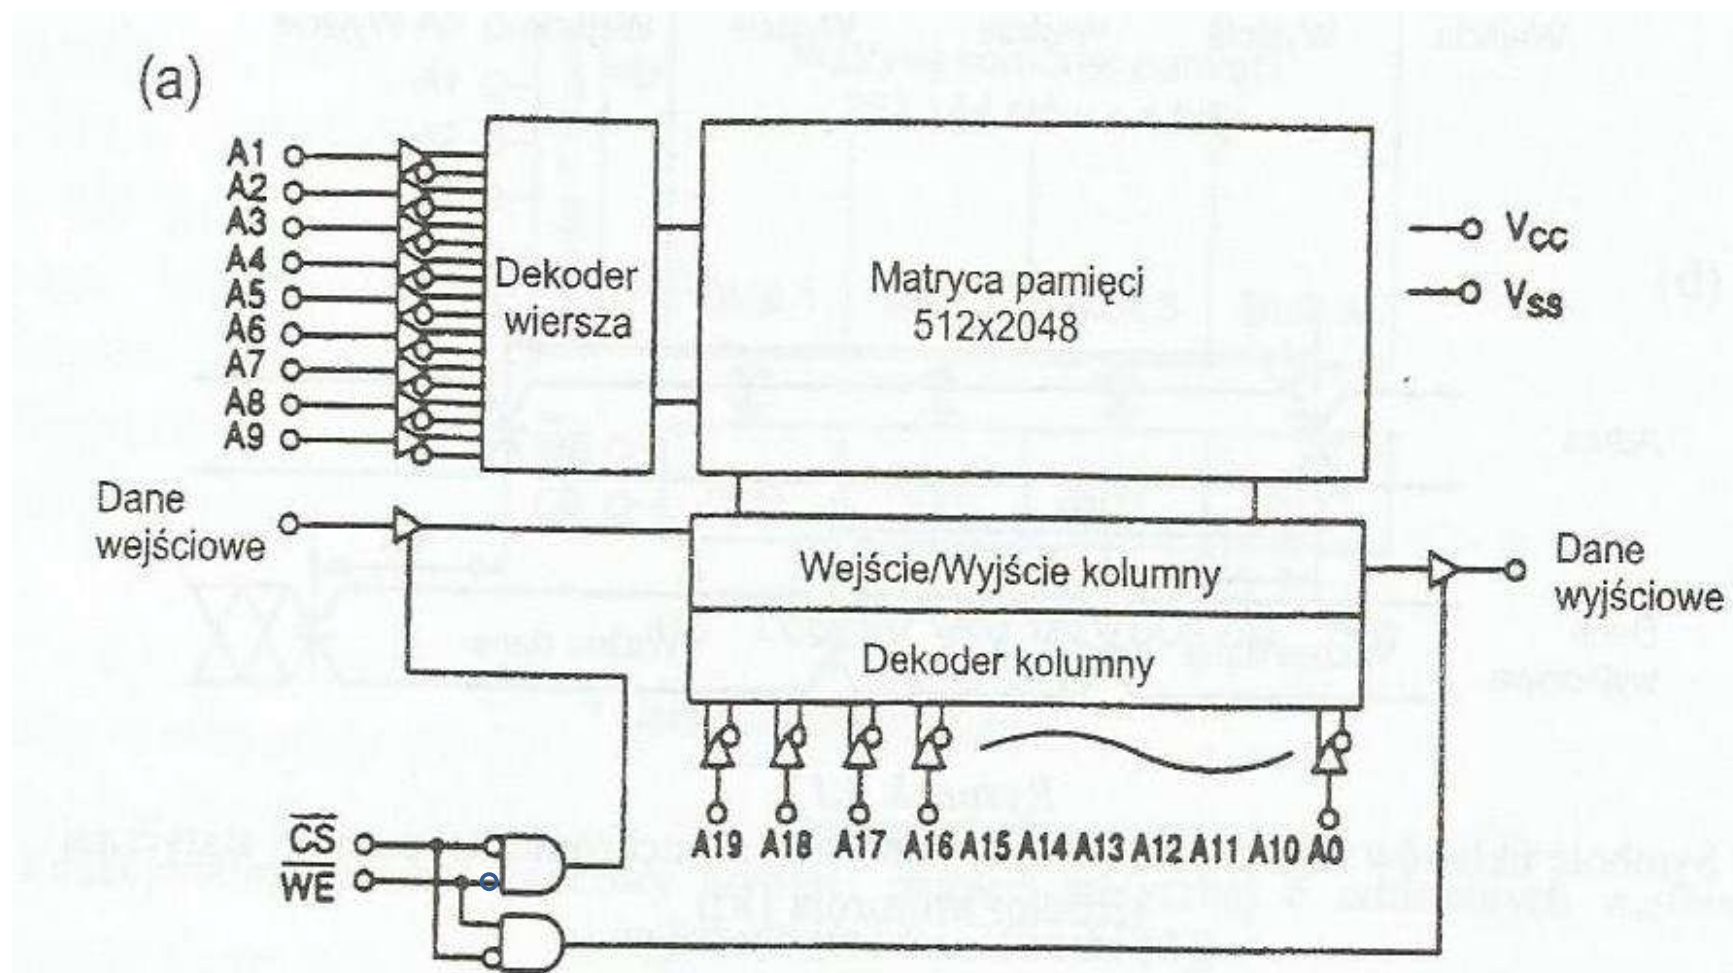 (a)
A1
A2
A3
A4
A5
A6
A7
A8
A9
Dekoder
wiersza
Matryca pamięci
512x2048
VCC
VSS
Dane
wejściowe
Wejście/Wyjście kolumny
Dekoder kolumny
Dane
wyjściowe
A19 A18 A17 A16 A15 A14 A13 A12 A11 A10 A0
CS
WE